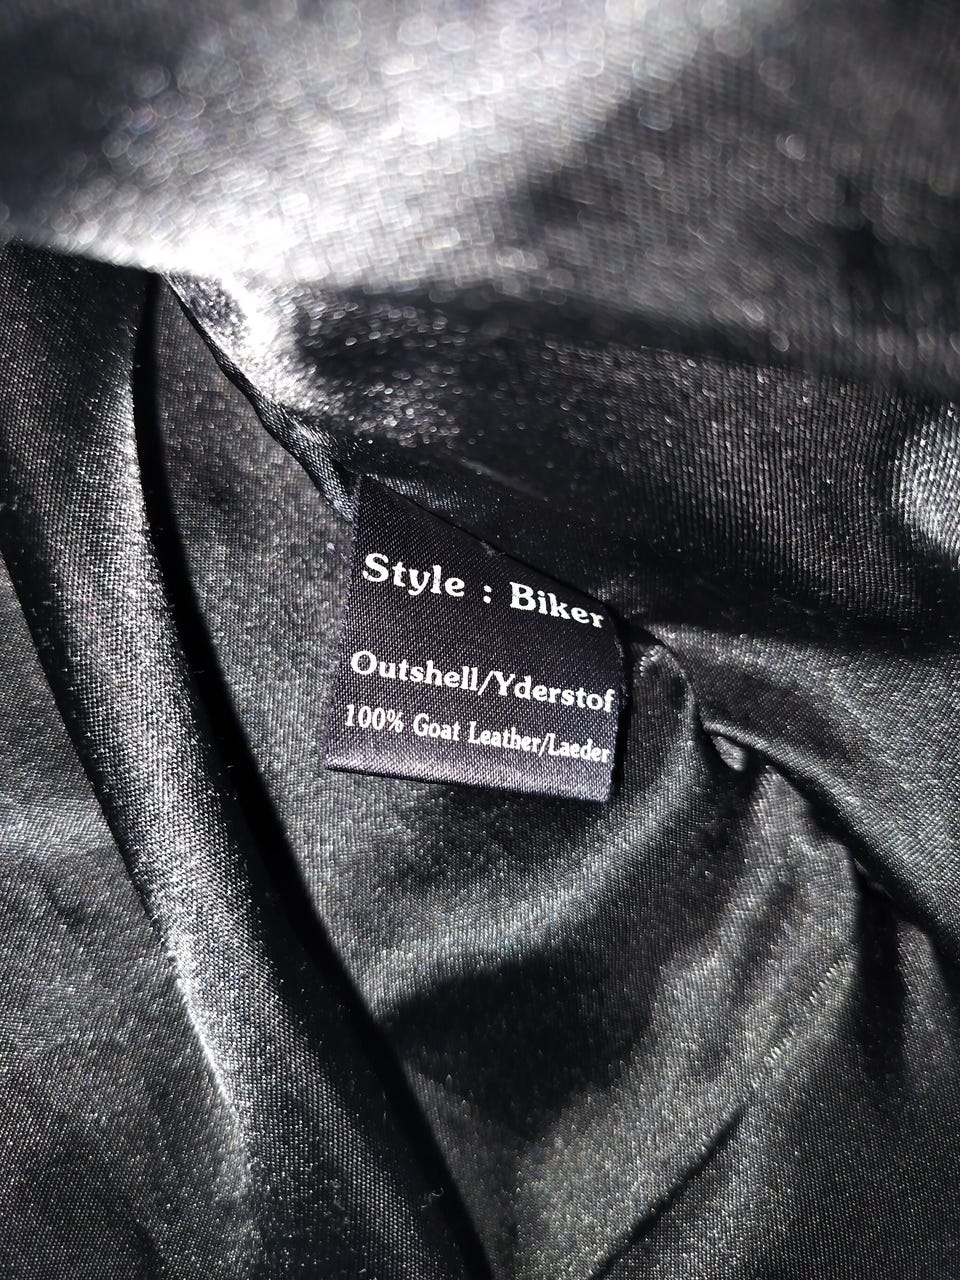 Style : Biker
Outshell/Yderstof
100% Goat Leather/Laeder